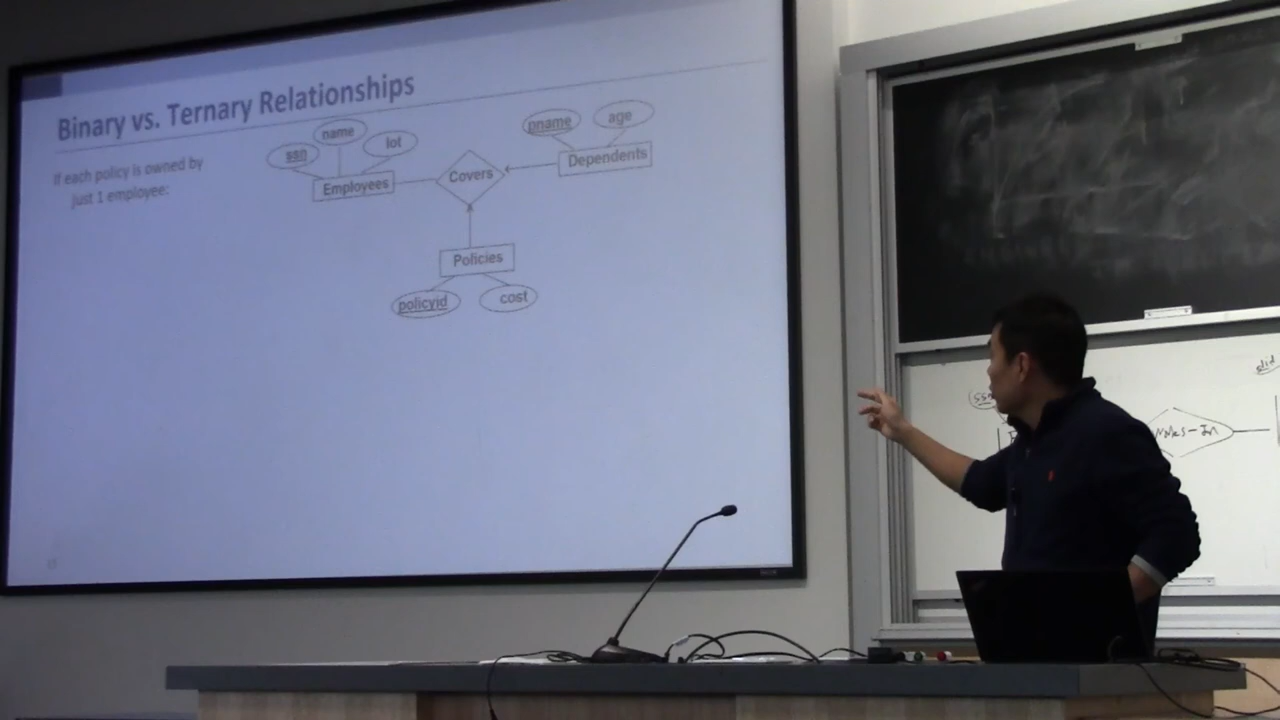 Binary vs. Ternary Relationships
If each policy is owned by
just 1 employee:
ssn
name
lot
Employees
Covers
pname
age
Dependents
Policies
policyid
cost
ssn